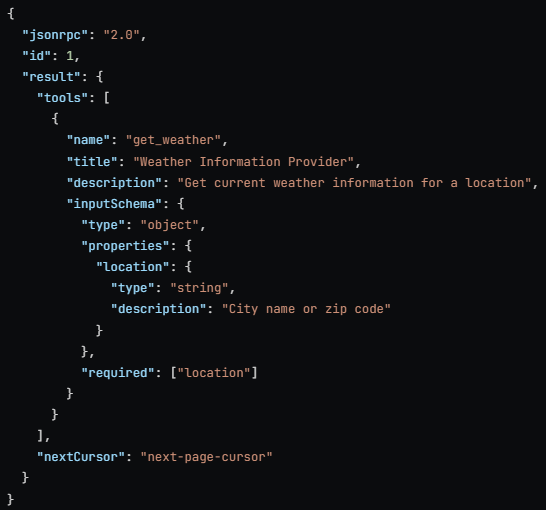 {
  "jsonrpc": "2.0",
  "id": 1,
  "result": {
    "tools": [
      {
        "name": "get_weather",
        "title": "Weather Information Provider",
        "description": "Get current weather information for a location",
        "inputSchema": {
          "type": "object",
          "properties": {
            "location": {
              "type": "string",
              "description": "City name or zip code"
            }
          },
          "required": ["location"]
        }
      }
    ],
    "nextCursor": "next-page-cursor"
  }
}